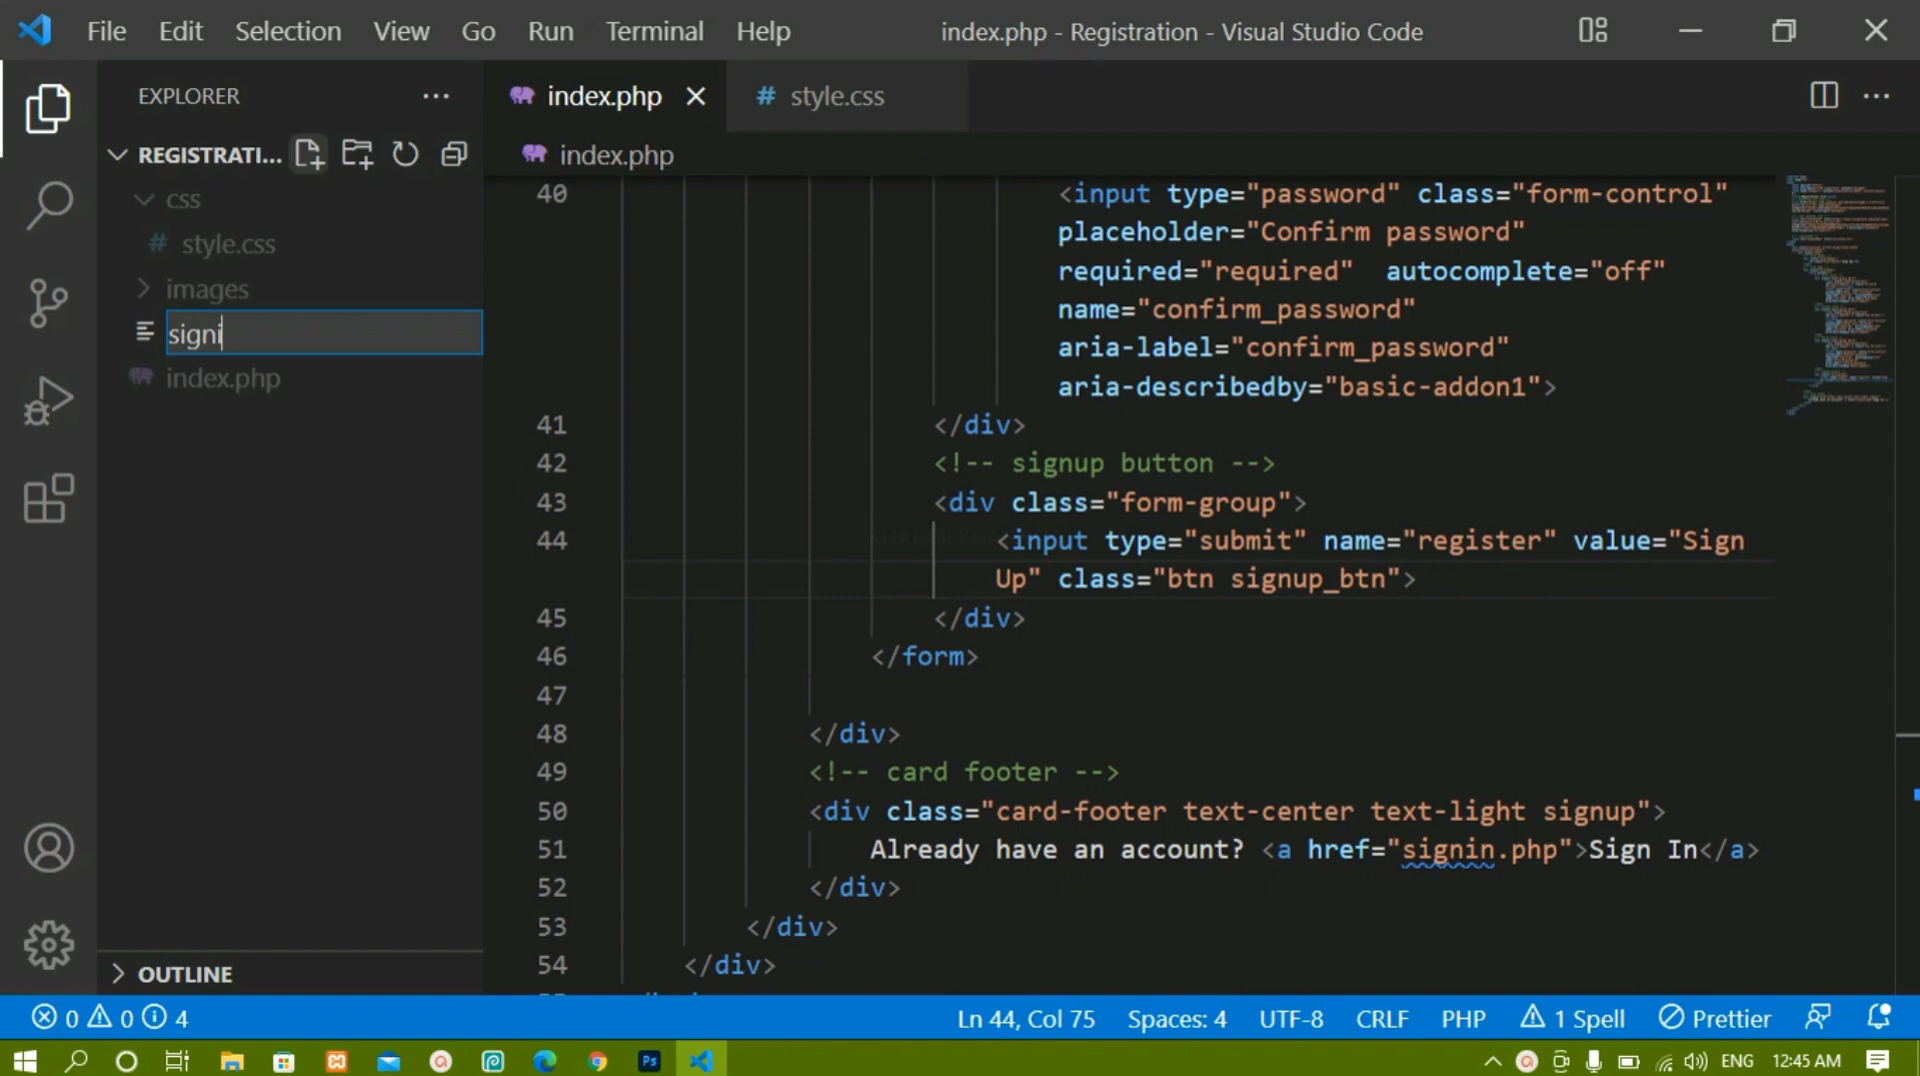 File Edit Selection View Go Run Terminal Help index.php - Registration - Visual Studio Code
EXPLORER
REGISTRATI...
css
# style.css
images
signi
index.php
OUTLINE
index.php
# style.css
index.php
40 <input type="password" class="form-control"
placeholder="Confirm password"
required="required" autocomplete="off"
name="confirm_password"
aria-label="confirm_password"
aria-describedby="basic-addon1">
41 </div>
42 <!-- signup button -->
43 <div class="form-group">
44 <input type="submit" name="register" value="Sign
Up" class="btn signup_btn">
45 </div>
46 </form>
47
48 </div>
49 <!-- card footer -->
50 <div class="card-footer text-center text-light signup">
51 Already have an account? <a href="signin.php">Sign In</a>
52 </div>
53 </div>
54 </div>
0 0 4 Ln 44, Col 75 Spaces: 4 UTF-8 CRLF PHP 1 Spell Prettier
Ps ENG 12:45 AM